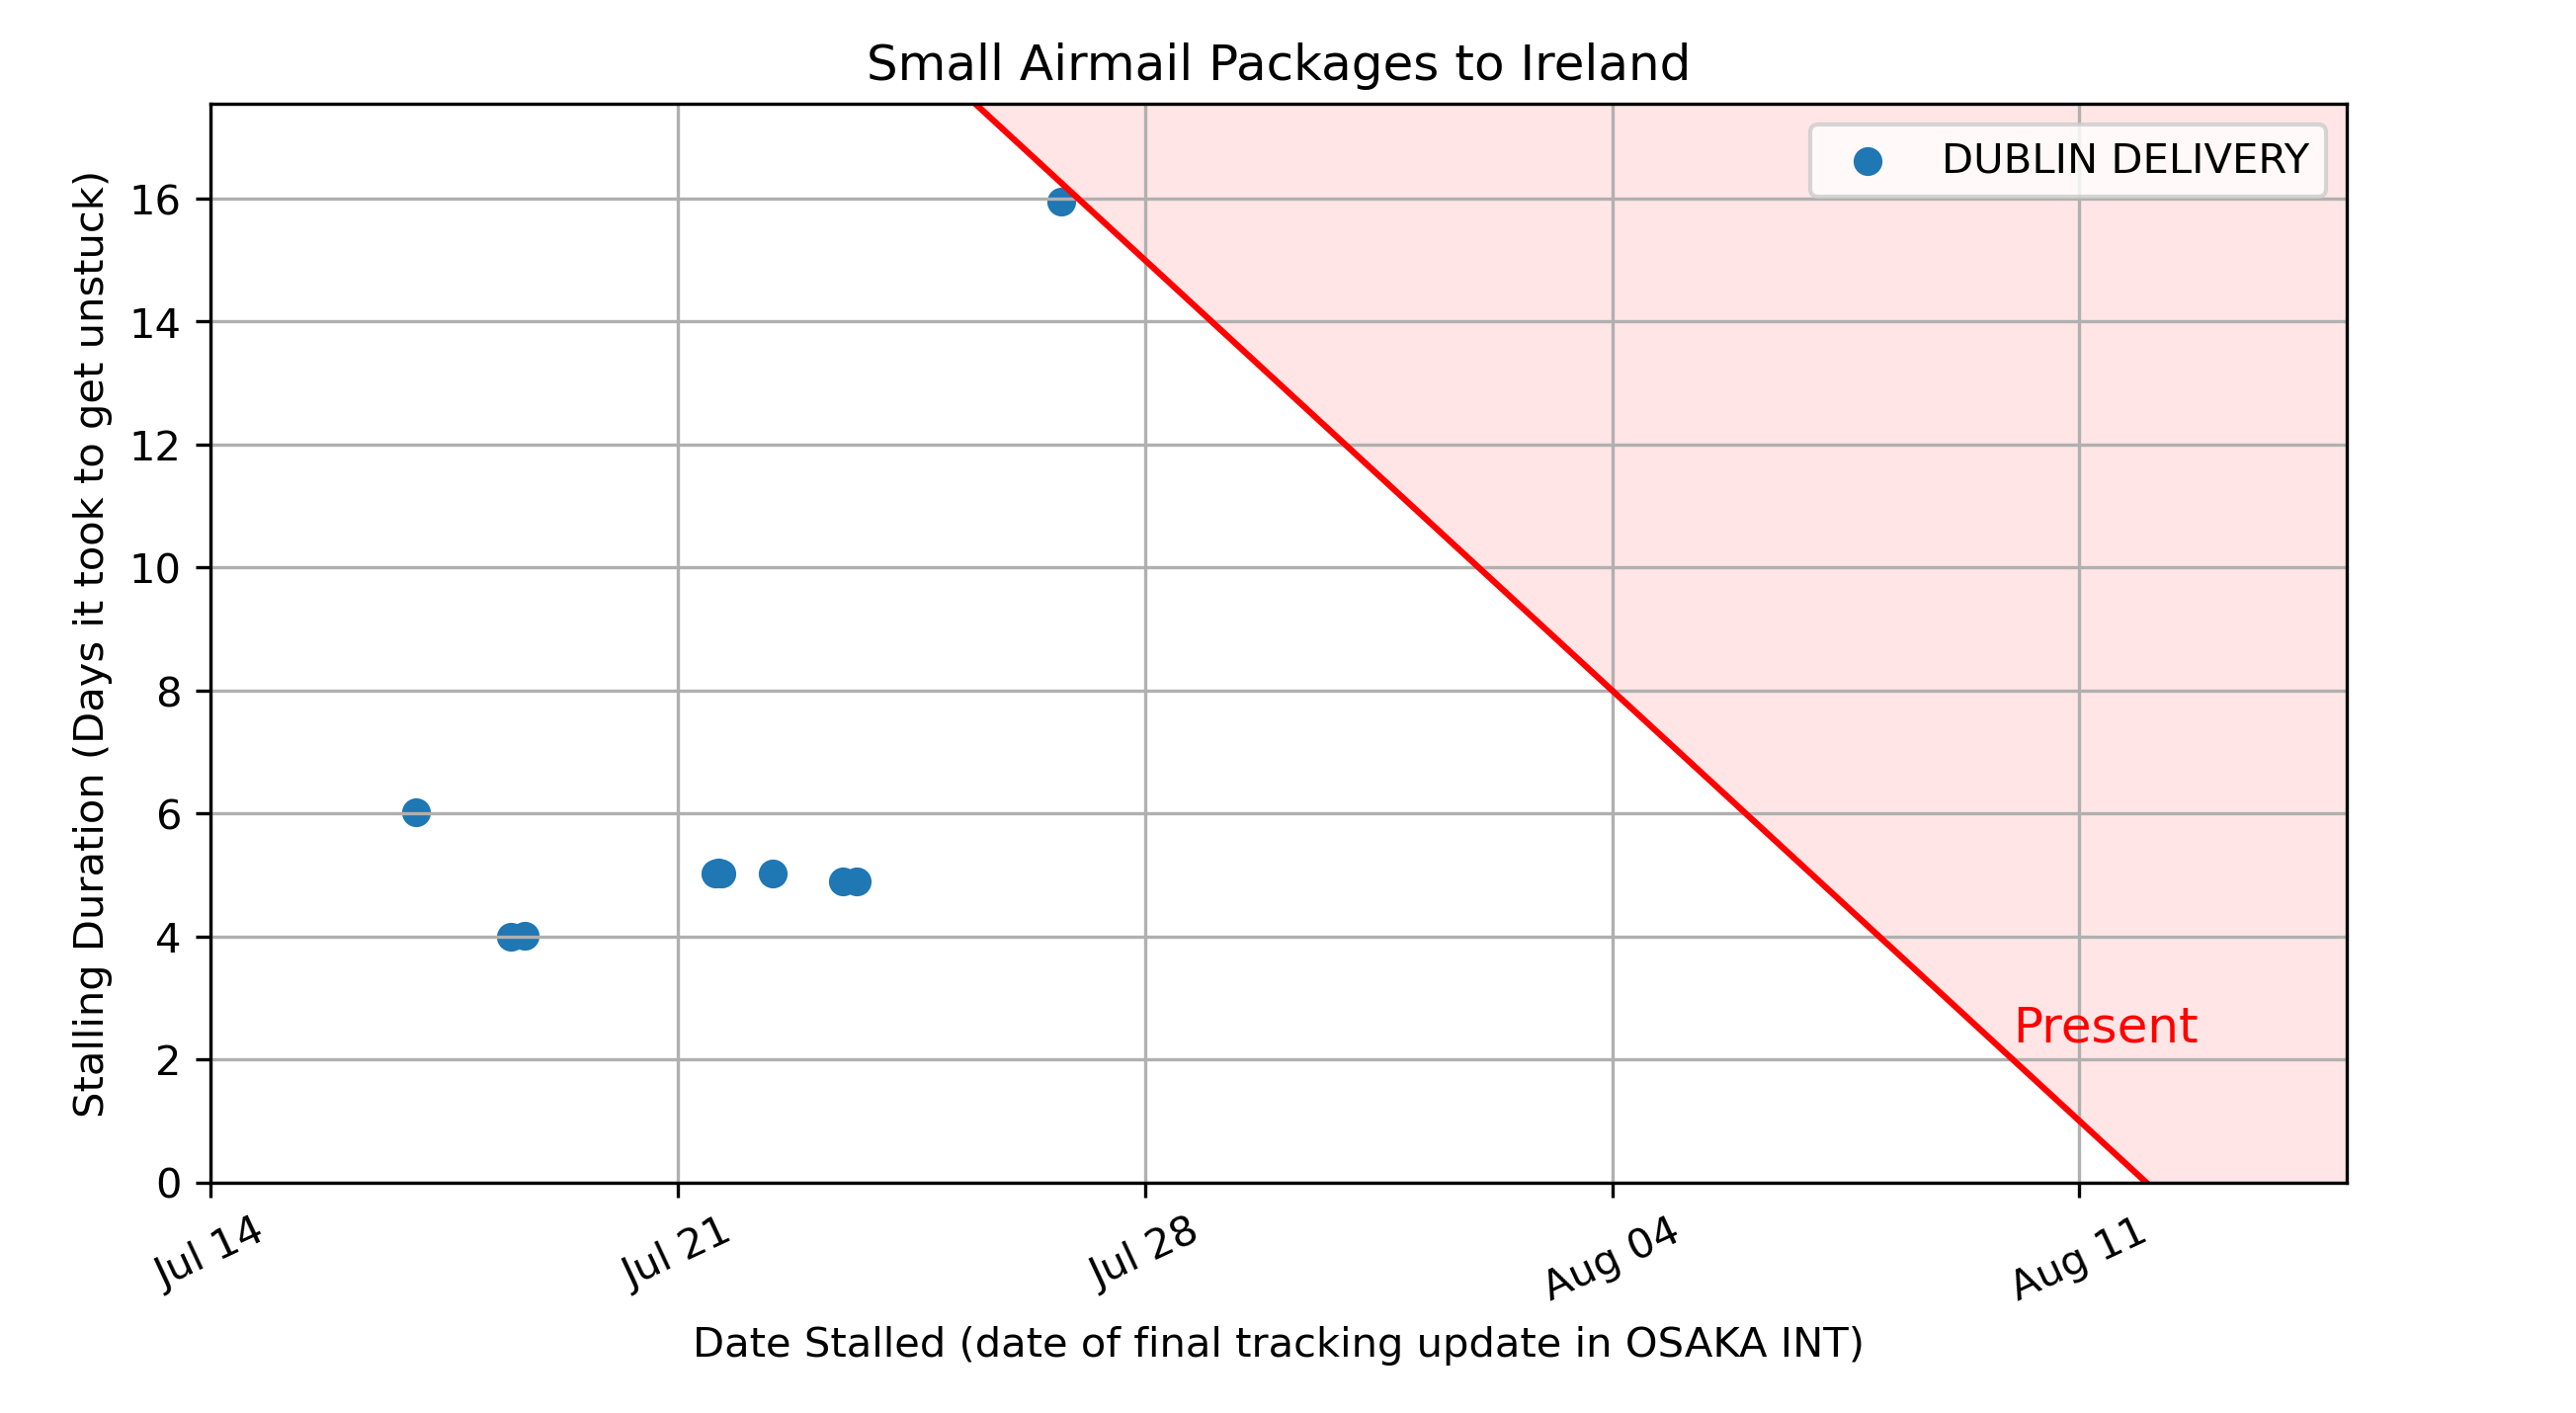 Small Airmail Packages to Ireland
DUBLIN DELIVERY
Stalling Duration (Days it took to get unstuck)
16
14
12
10
8
6
4
2
0
Present
Jul 14
Jul 21
Jul 28
Aug 04
Aug 11
Date Stalled (date of final tracking update in OSAKA INT)